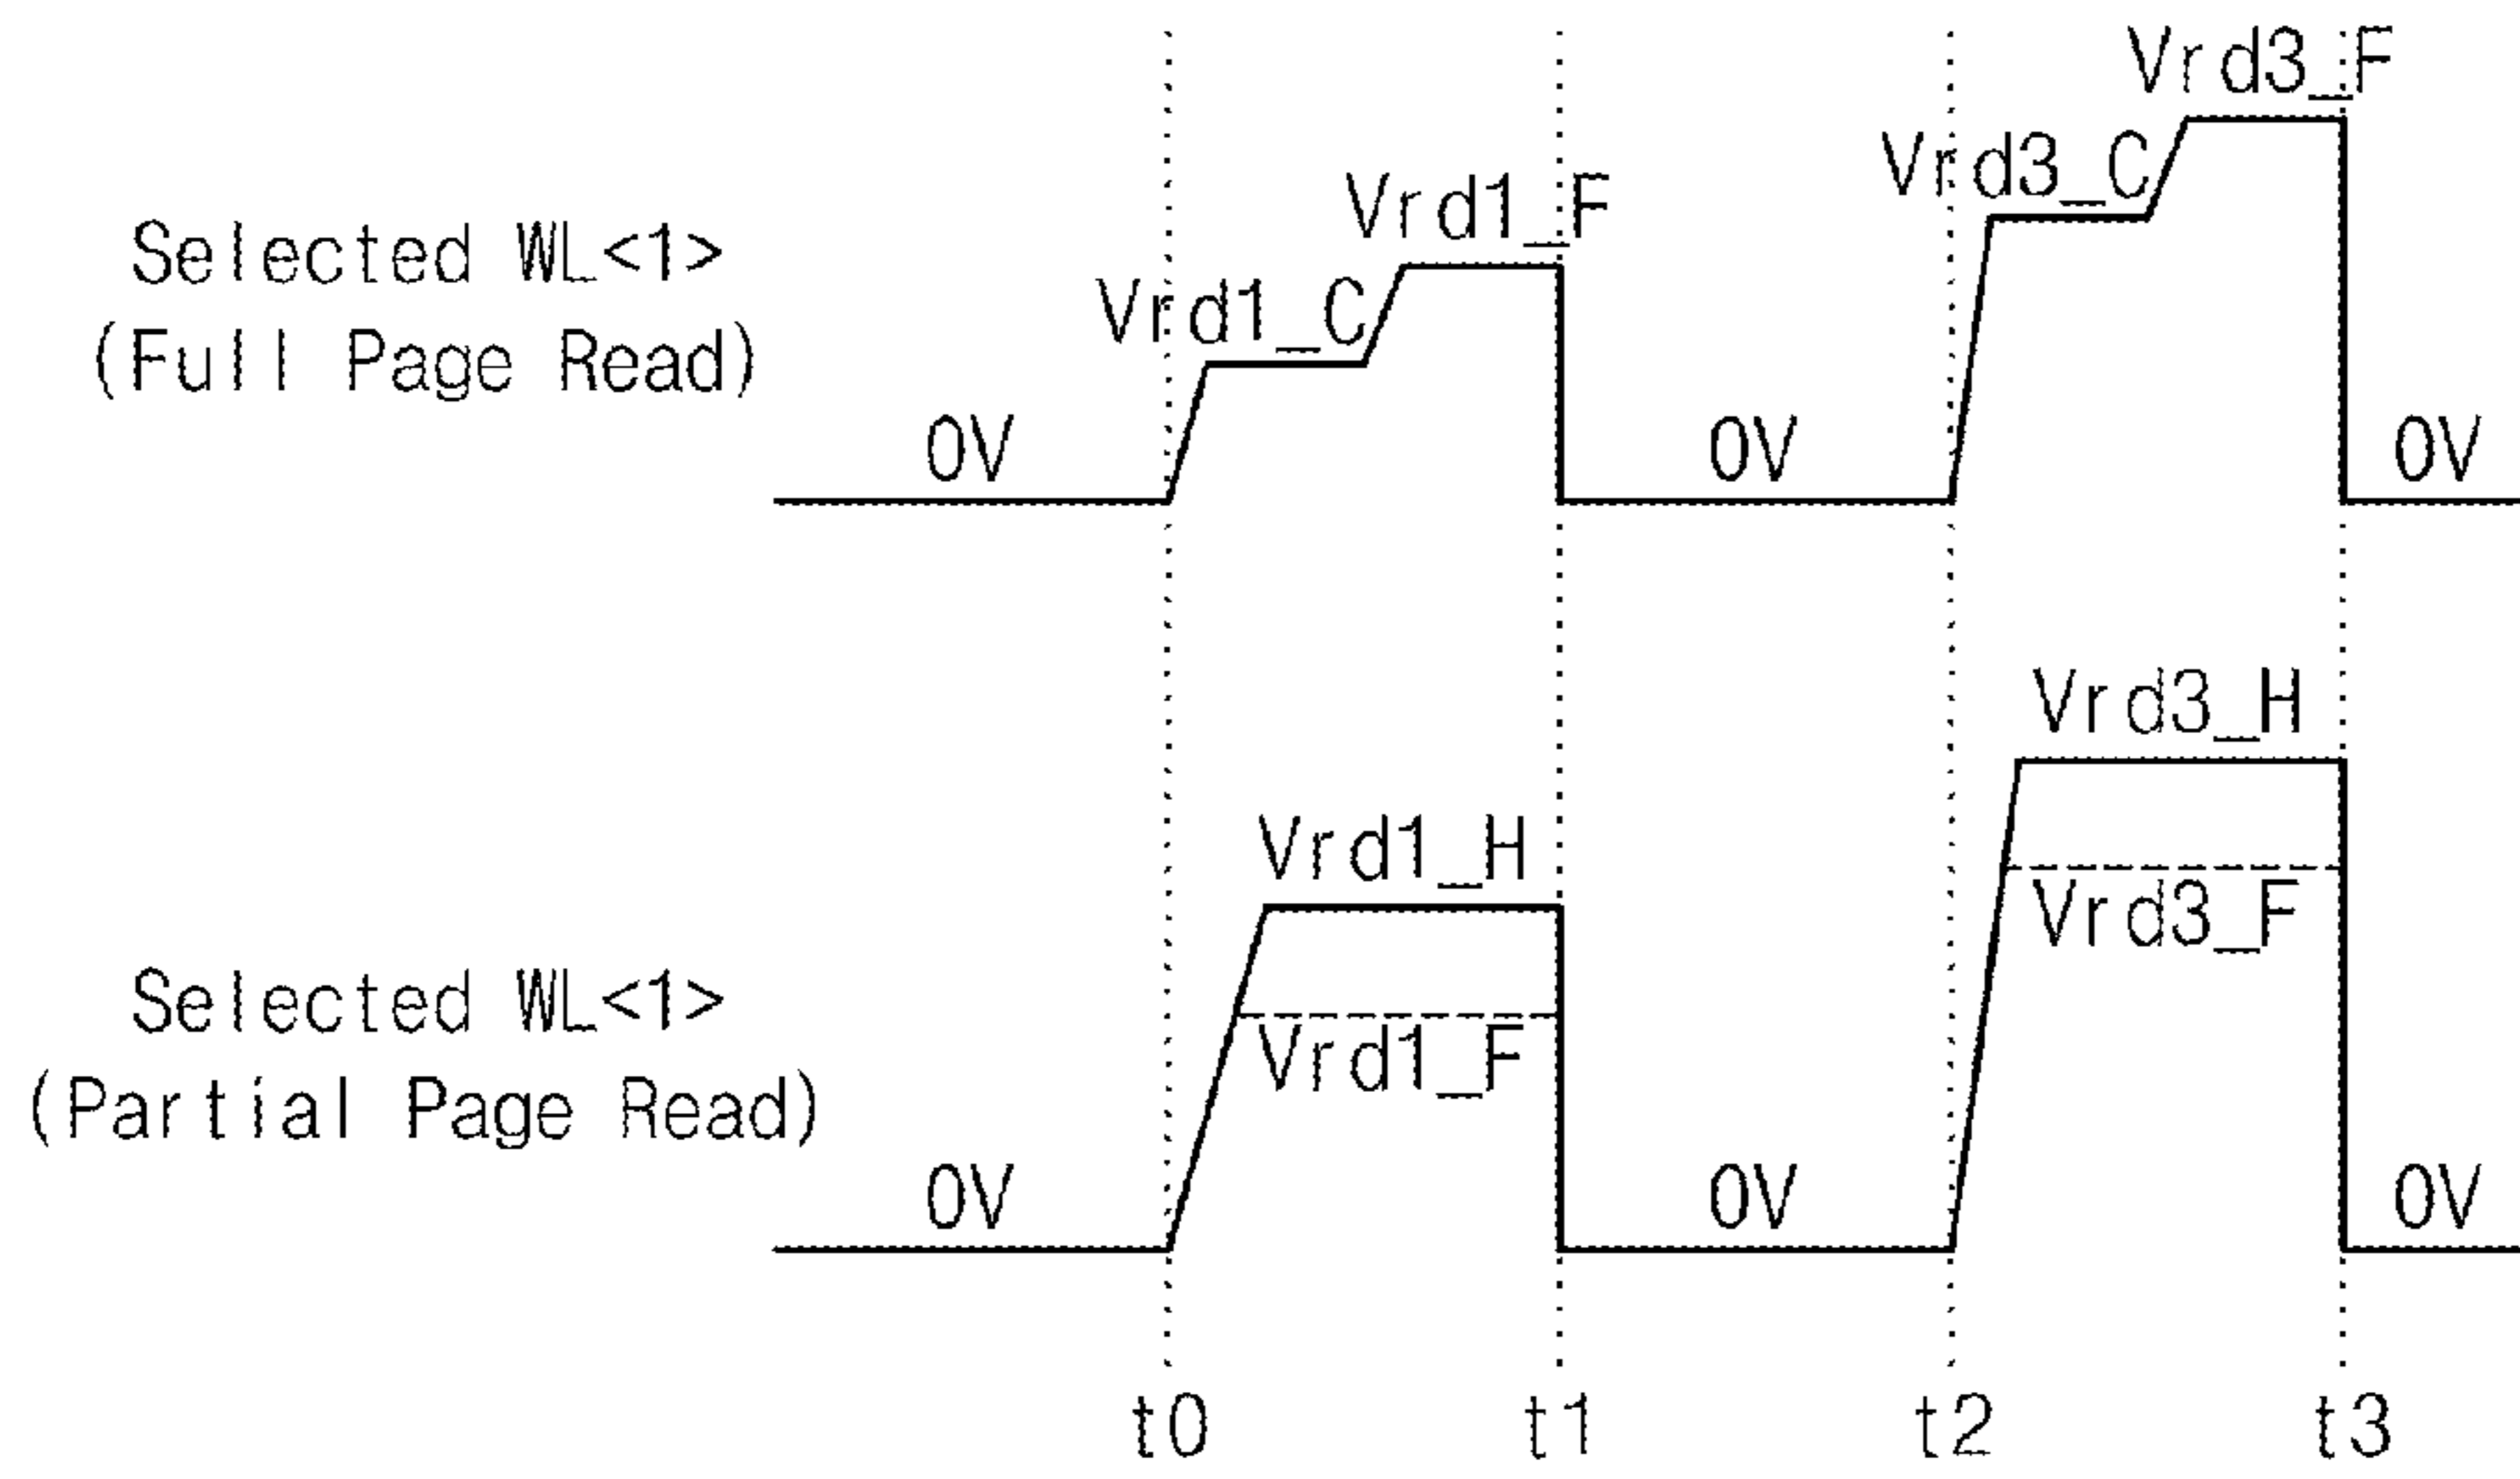 Vrd3_F
Vrd3_C
Vrd1_F
Selected WL<1>
(Full Page Read)
Vrd1_C
0V
0V
0V
Vrd3_H
Vrd1_H
Vrd3_F
Selected WL<1>
(Partial Page Read)
Vrd1_F
0V
0V
0V
t0
t1
t2
t3